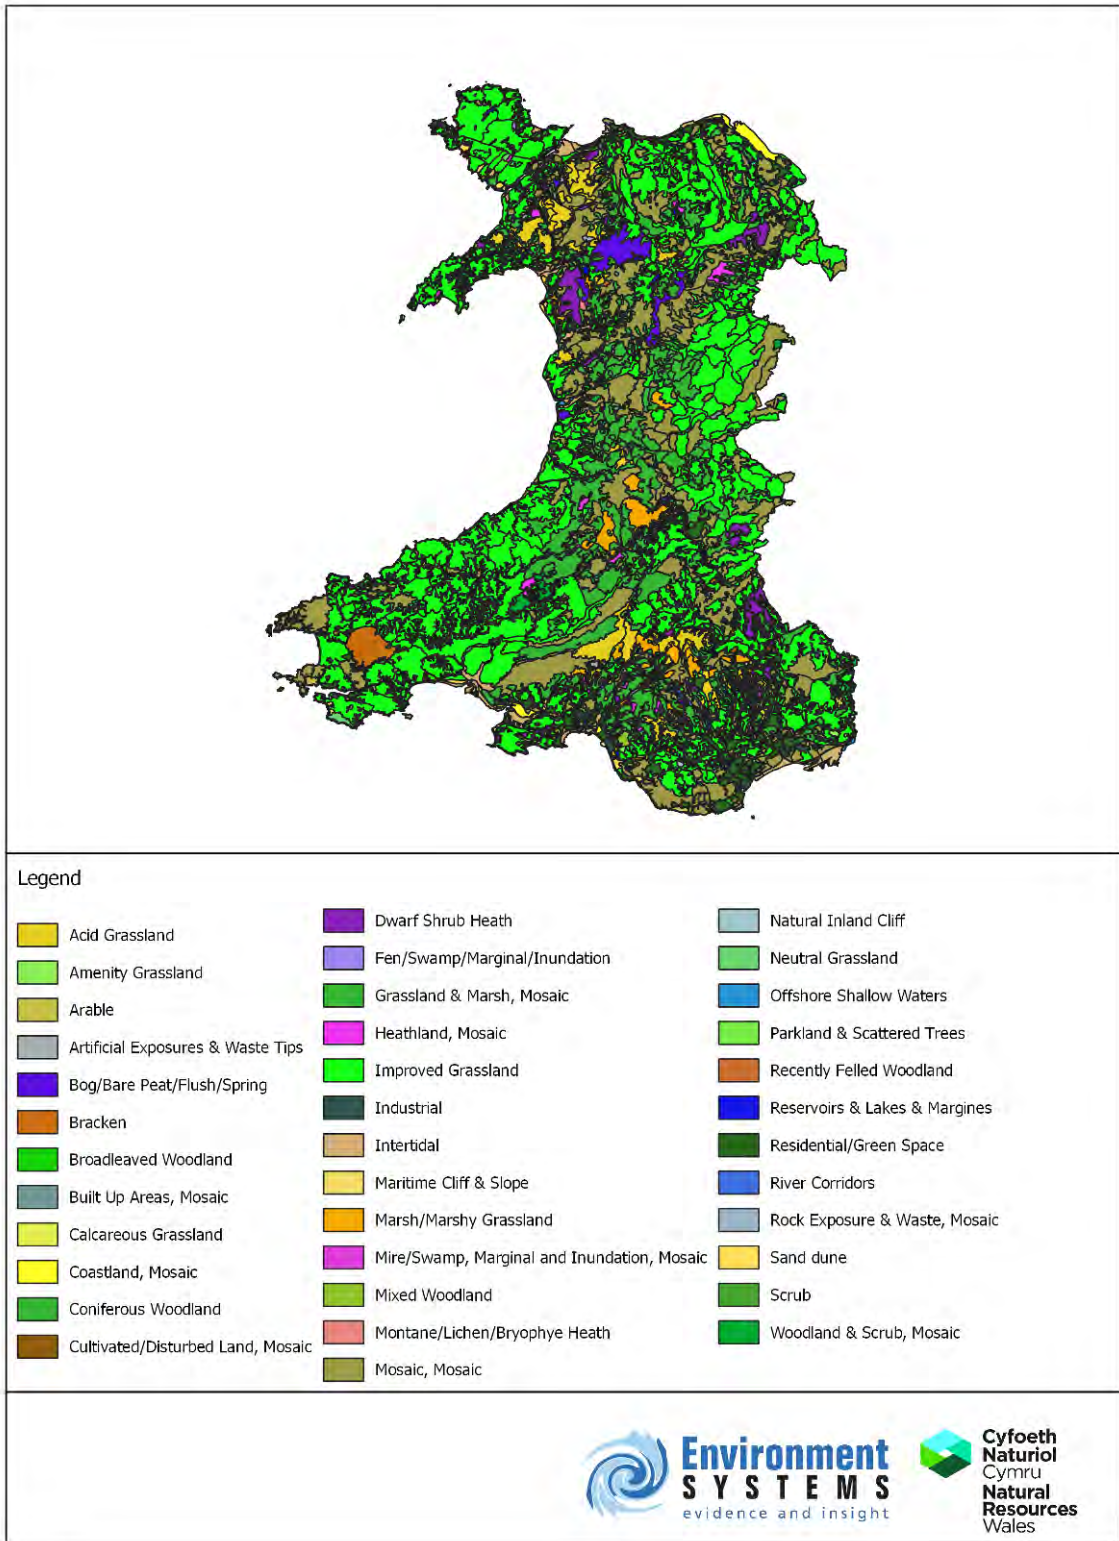 Legend
Acid Grassland
Amenity Grassland
Arable
Artificial Exposures & Waste Tips
Bog/Bare Peat/Flush/Spring
Bracken
Broadleaved Woodland
Built Up Areas, Mosaic
Calcareous Grassland
Coastland, Mosaic
Coniferous Woodland
Cultivated/Disturbed Land, Mosaic
Dwarf Shrub Heath
Fen/Swamp/Marginal/Inundation
Grassland & Marsh, Mosaic
Heathland, Mosaic
Improved Grassland
Industrial
Intertidal
Maritime Cliff & Slope
Marsh/Marshy Grassland
Mire/Swamp, Marginal and Inundation, Mosaic
Mixed Woodland
Montane/Lichen/Bryophye Heath
Mosaic, Mosaic
Natural Inland Cliff
Neutral Grassland
Offshore Shallow Waters
Parkland & Scattered Trees
Recently Felled Woodland
Reservoirs & Lakes & Margines
Residential/Green Space
River Corridors
Rock Exposure & Waste, Mosaic
Sand dune
Scrub
Woodland & Scrub, Mosaic
Environment
SYSTEMS
evidence and insight
Cyfoeth
Naturiol
Cymru
Natural
Resources
Wales